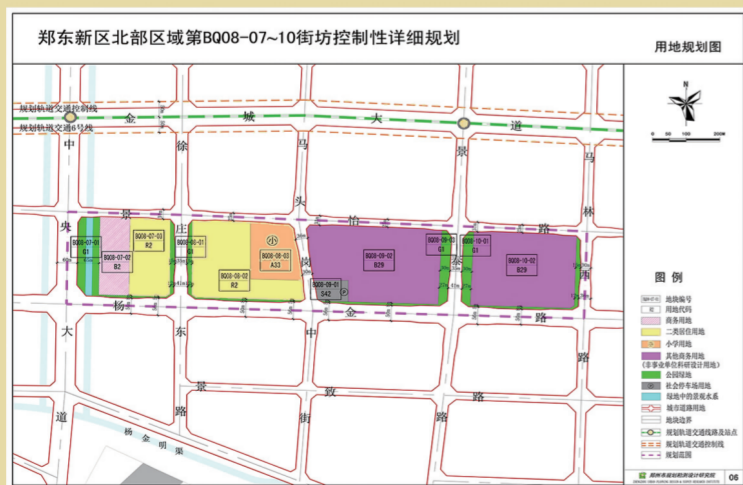 郑东新区北部区域第BQ08-07~10街坊控制性详细规划
用地规划图
N
0 50 100 200M
规划轨道交通控制线
规划轨道交通6号线
金城大道
中央大道
徐庄东路
马头岗中街
景泰路
马林西路
景怡路
杨金路
景致路
杨金明渠
BQ08-07-01
G1
BQ08-07-02
B2
BQ08-07-03
R2
BQ08-08-01
G1
BQ08-08-02
R2
小
BQ08-08-03
A33
BQ08-09-01
S42
P
BQ08-09-02
B29
BQ08-09-03
G1
BQ08-10-01
G1
BQ08-10-02
B29
图例
地块编号
R2 用地代码
商务用地
二类居住用地
小学用地
其他商务用地
(非事业单位科研设计用地)
公园绿地
社会停车场用地
绿地中的景观水系
城市道路用地
地块边界
规划轨道交通线路及站点
规划轨道交通控制线
规划范围
郑州市规划勘测设计研究院
06